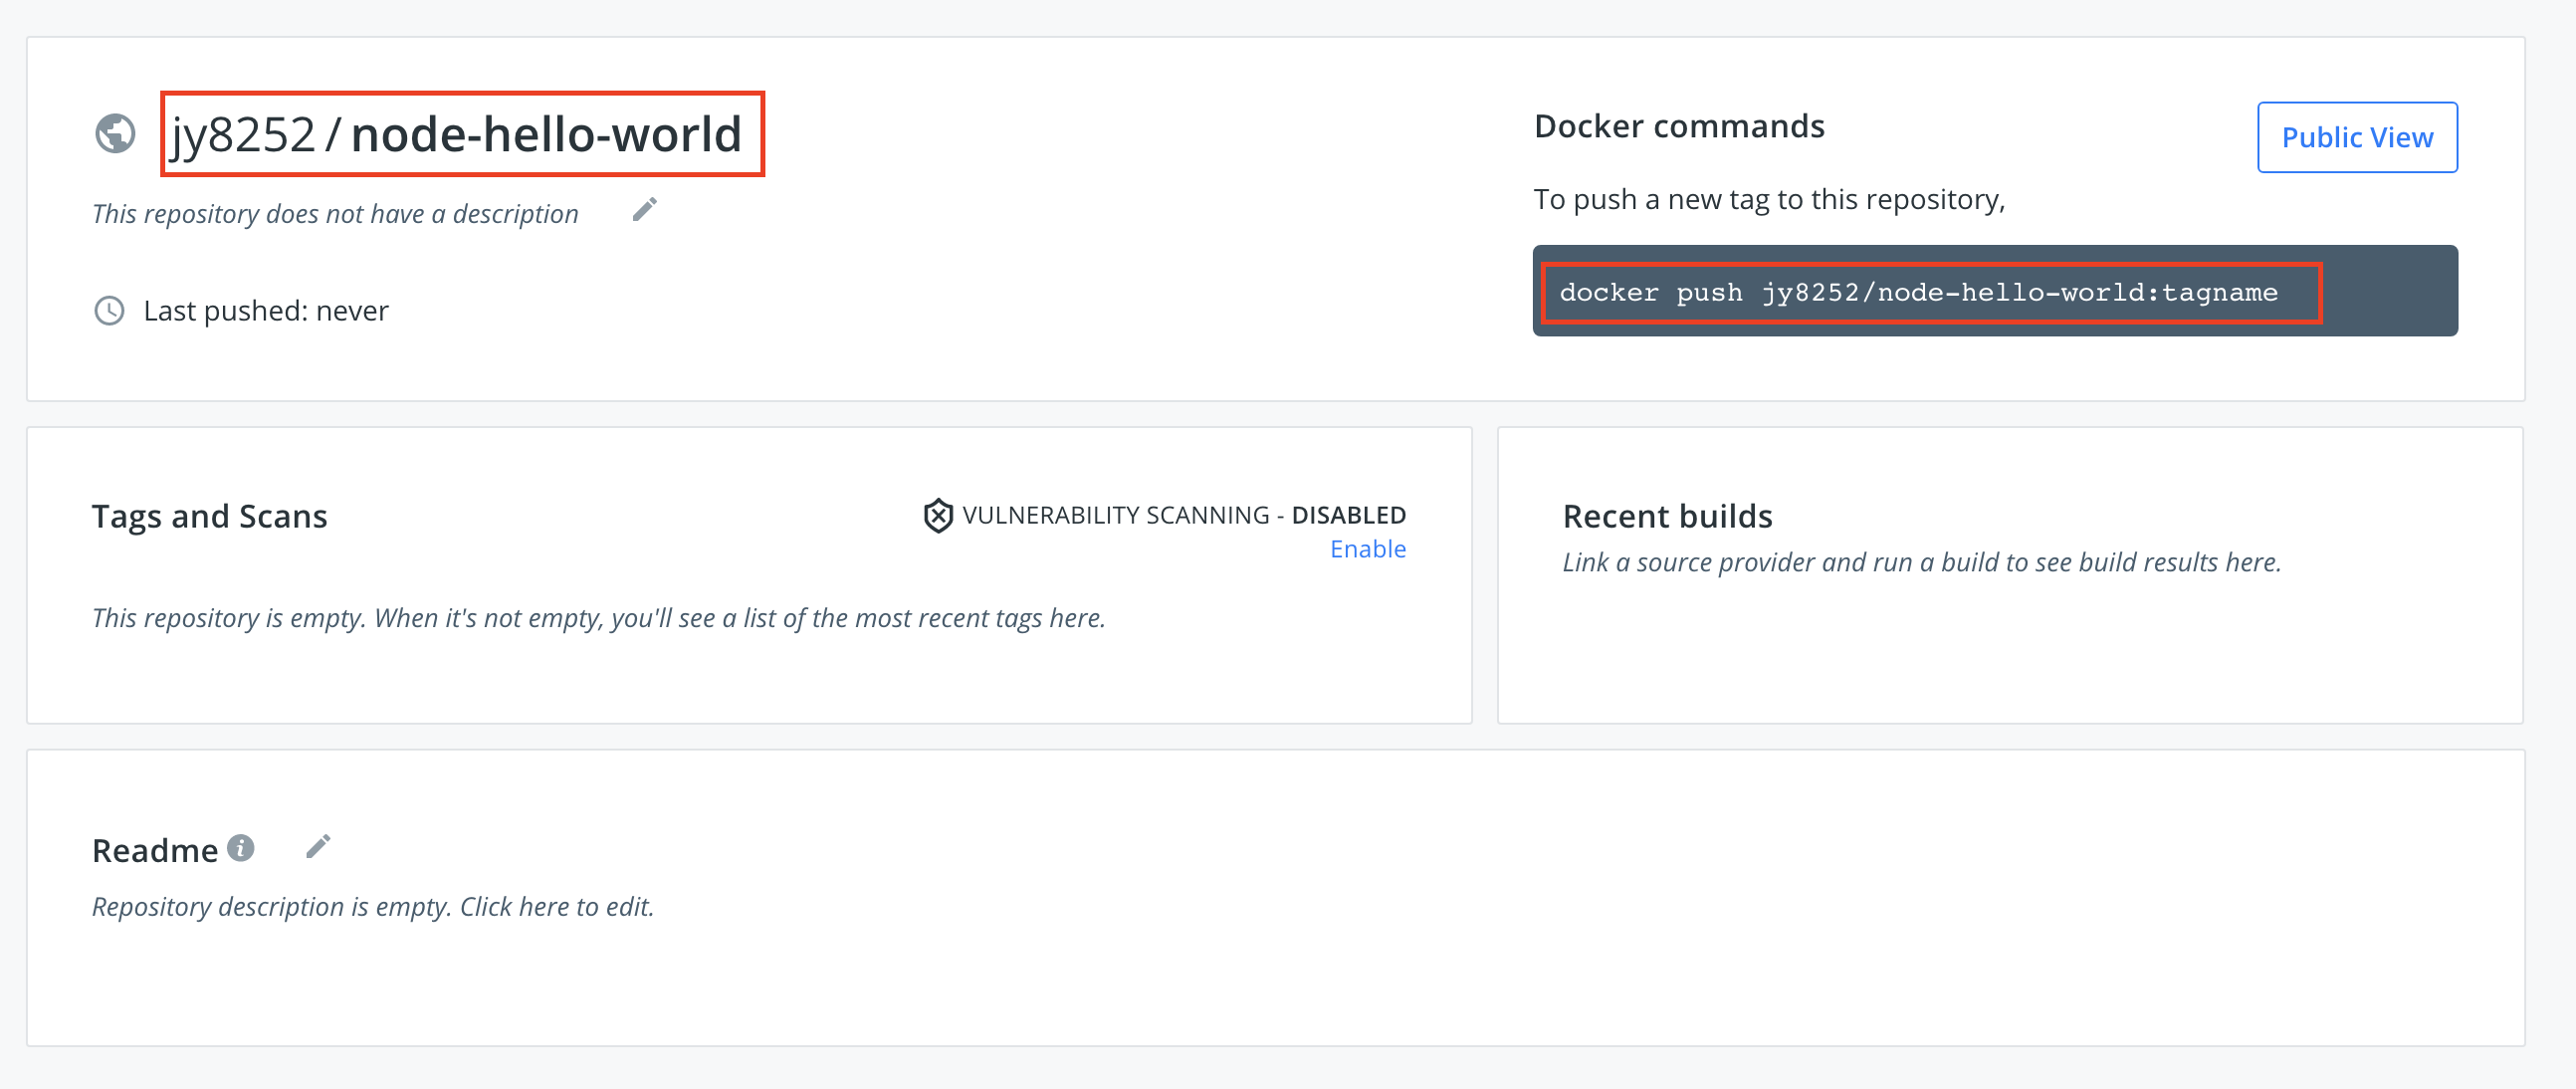 jy8252 / node-hello-world
This repository does not have a description
Last pushed: never
Docker commands
Public View
To push a new tag to this repository,
docker push jy8252/node-hello-world:tagname
Tags and Scans
VULNERABILITY SCANNING - DISABLED
Enable
This repository is empty. When it's not empty, you'll see a list of the most recent tags here.
Recent builds
Link a source provider and run a build to see build results here.
Readme
Repository description is empty. Click here to edit.